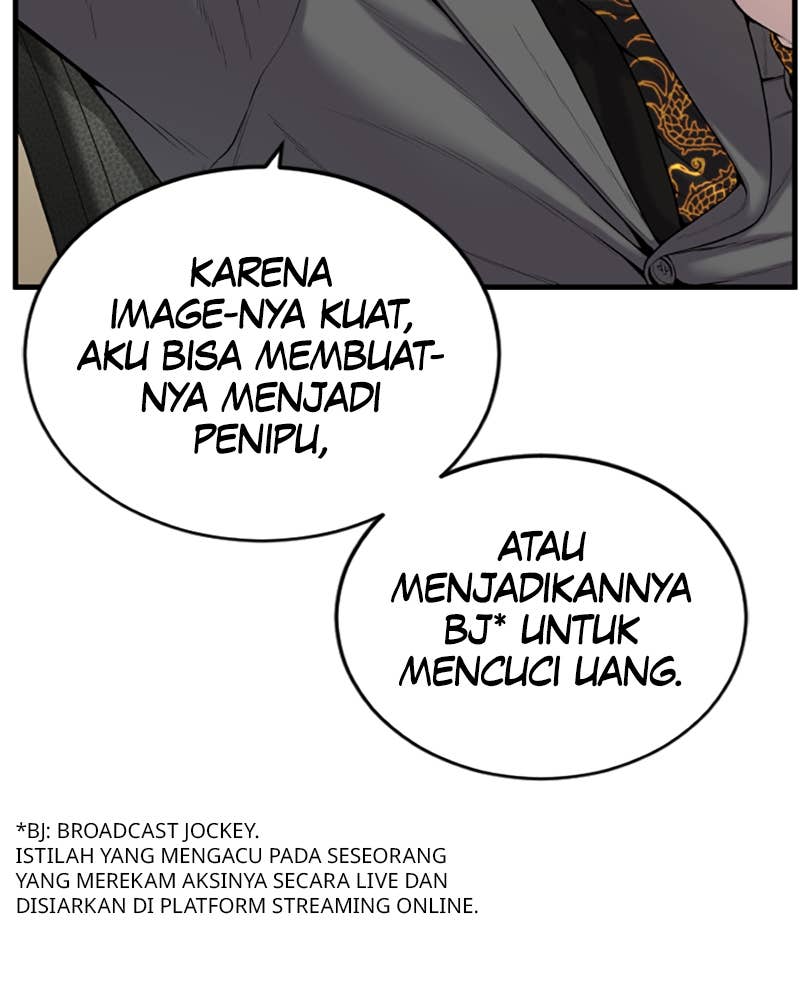 KARENA
IMAGE-NYA KUAT,
AKU BISA MEMBUAT-
NYA MENJADI
PENIPU,
ATAU
MENJADIKANNYA
BJ* UNTUK
MENCUCI UANG.
*BJ: BROADCAST JOCKEY.
ISTILAH YANG MENGACU PADA SESEORANG
YANG MEREKAM AKSINYA SECARA LIVE DAN
DISIARKAN DI PLATFORM STREAMING ONLINE.